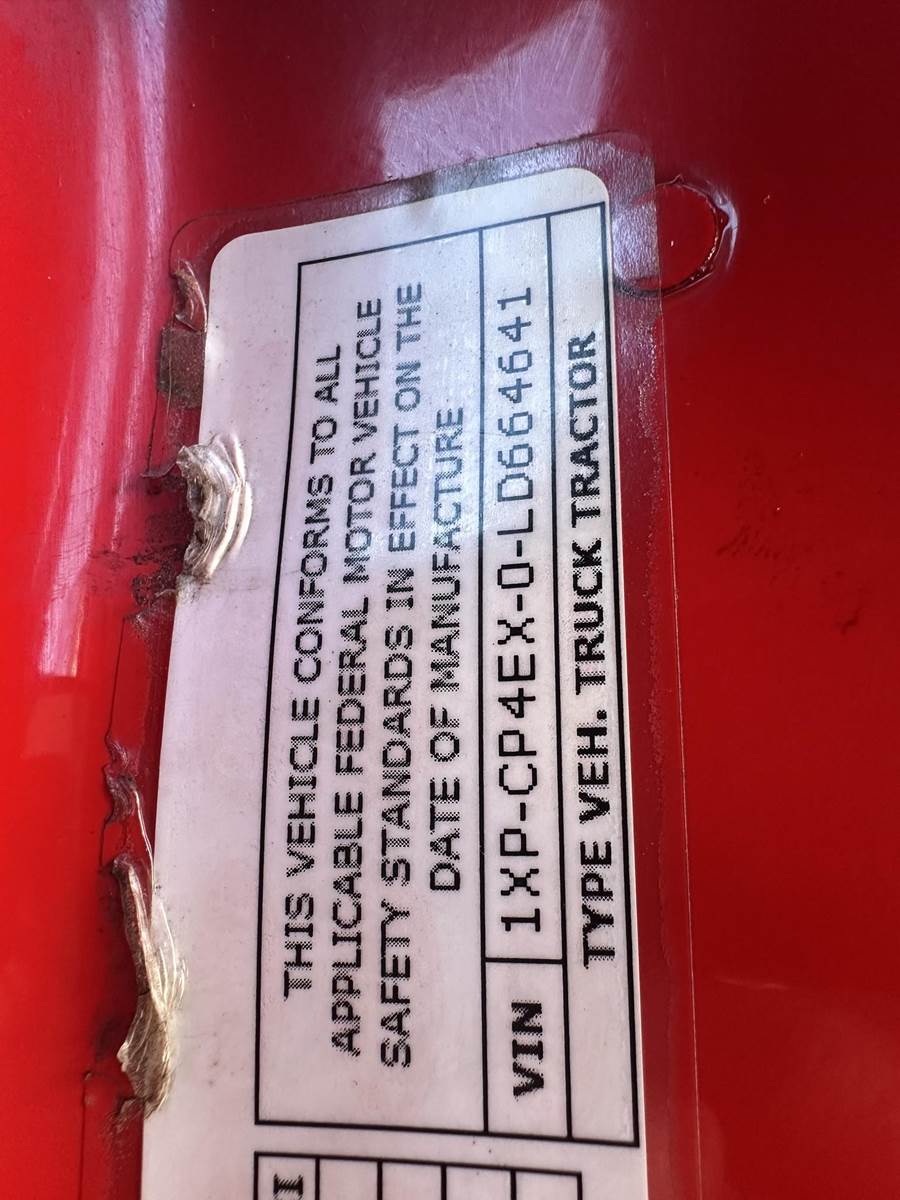 THIS VEHICLE CONFORMS TO ALL
APPLICABLE FEDERAL MOTOR VEHICLE
SAFETY STANDARDS IN EFFECT ON THE
DATE OF MANUFACTURE
VIN 1XP-CP4EX-0-LD664641
TYPE VEH. TRUCK TRACTOR